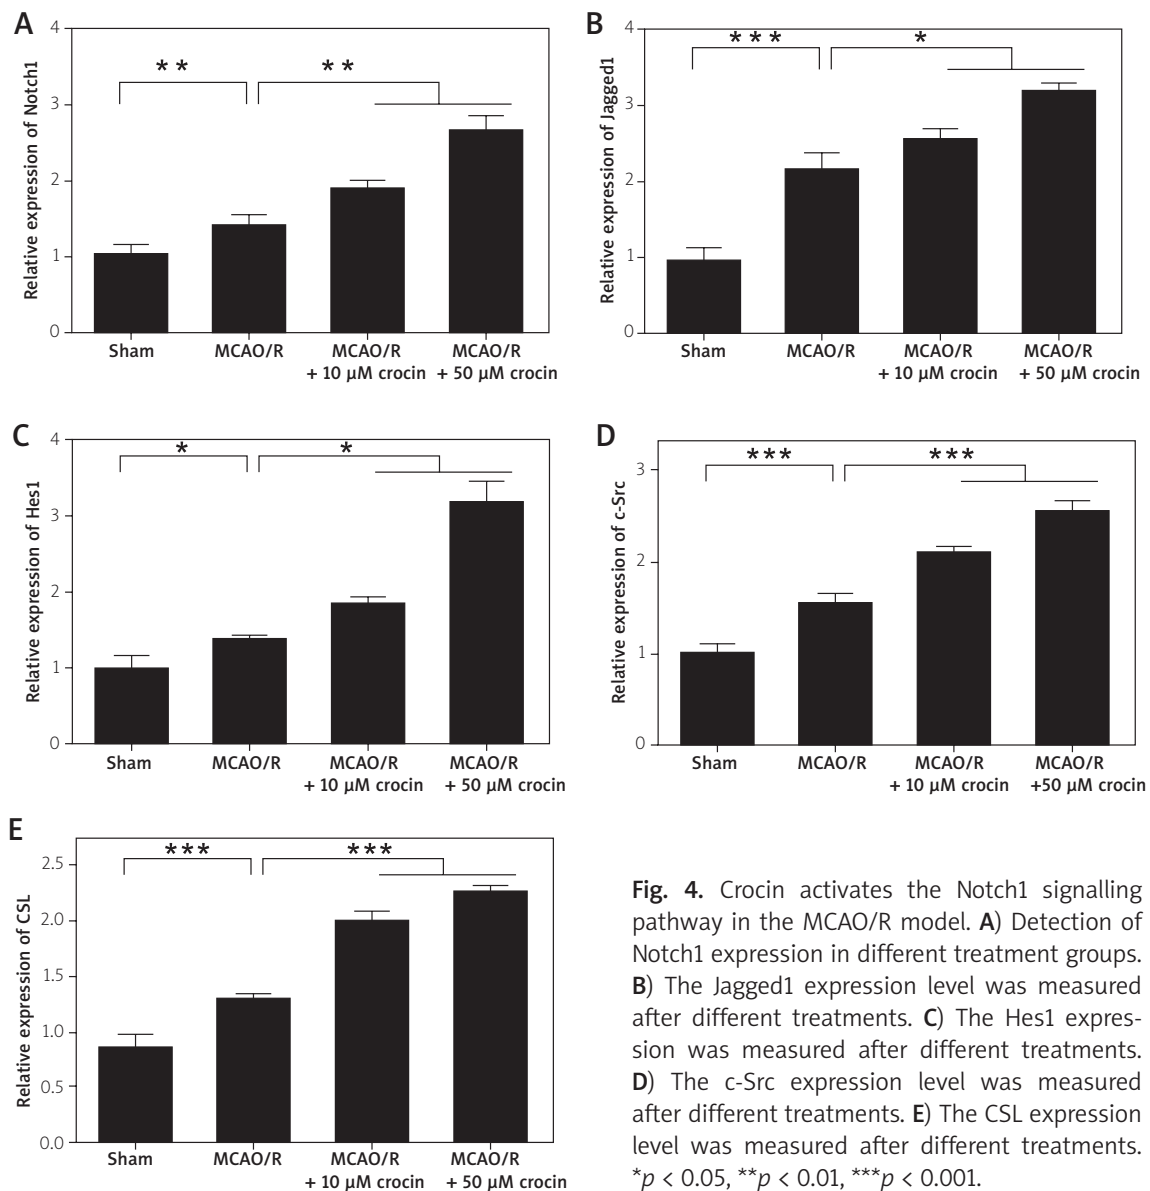 A
Relative expression of Notch1
4
3
2
1
0
**
**
Sham
MCAO/R
MCAO/R
+ 10 µM crocin
MCAO/R
+ 50 µM crocin
B
Relative expression of Jagged1
4
3
2
1
0
***
*
Sham
MCAO/R
MCAO/R
+ 10 µM crocin
MCAO/R
+ 50 µM crocin
C
Relative expression of Hes1
4
3
2
1
0
*
*
Sham
MCAO/R
MCAO/R
+ 10 µM crocin
MCAO/R
+ 50 µM crocin
D
Relative expression of c-Src
3
2
1
0
***
***
Sham
MCAO/R
MCAO/R
+ 10 µM crocin
MCAO/R
+50 µM crocin
E
Relative expression of CSL
2.5
2.0
1.5
1.0
0.5
0.0
***
***
Sham
MCAO/R
MCAO/R
+ 10 µM crocin
MCAO/R
+ 50 µM crocin
Fig. 4. Crocin activates the Notch1 signalling
pathway in the MCAO/R model. A) Detection of
Notch1 expression in different treatment groups.
B) The Jagged1 expression level was measured
after different treatments. C) The Hes1 expres-
sion was measured after different treatments.
D) The c-Src expression level was measured
after different treatments. E) The CSL expression
level was measured after different treatments.
*p < 0.05, **p < 0.01, ***p < 0.001.